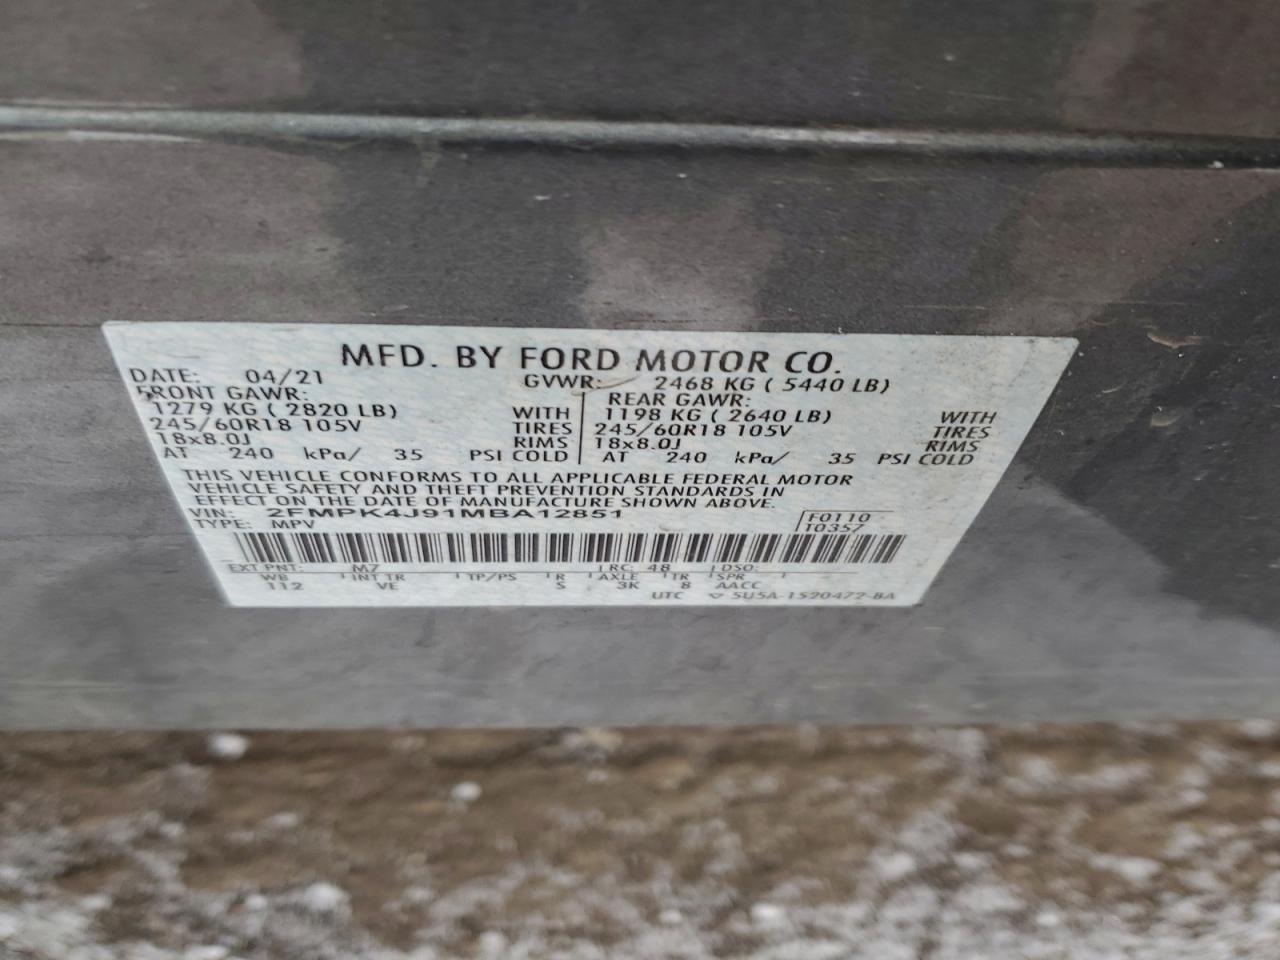 MFD. BY FORD MOTOR CO.
DATE: 04/21 GVWR: 2468 KG ( 5440 LB)
FRONT GAWR: REAR GAWR:
1279 KG ( 2820 LB) WITH 1198 KG ( 2640 LB) WITH
245/60R18 105V TIRES 245/60R18 105V TIRES
18x8.0J RIMS 18x8.0J RIMS
AT 240 kPa/ 35 PSI COLD AT 240 kPa/ 35 PSI COLD
THIS VEHICLE CONFORMS TO ALL APPLICABLE FEDERAL MOTOR
VEHICLE SAFETY AND THEFT PREVENTION STANDARDS IN
EFFECT ON THE DATE OF MANUFACTURE SHOWN ABOVE.
VIN: 2FMPK4J91MBA12851 F0110
TYPE: MPV T0357
EXT PNT: M7 RC: 48 DSO:
WB INT TR TP/PS R AXLE TR SPR
112 VE S 3K 8 AACC
UTC ▽ 5U5A-1520472-BA